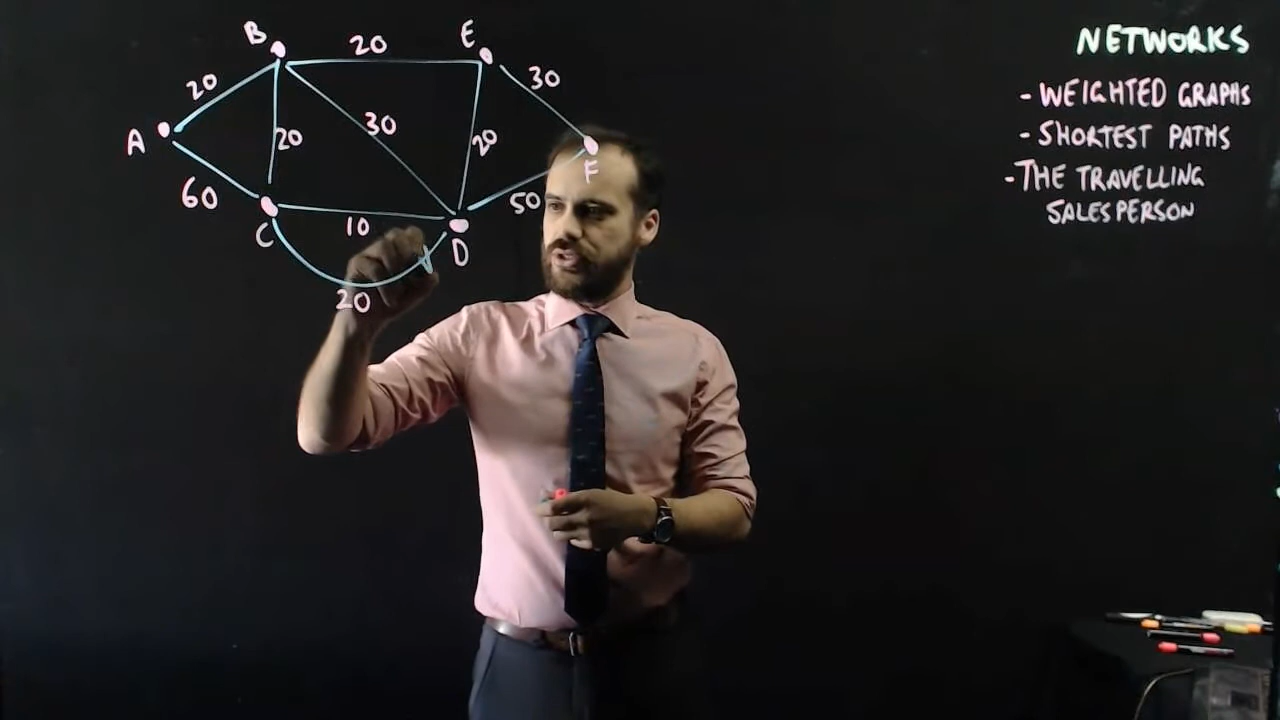 B
20
E
20
30
A
20
30
20
F
60
50
C
10
D
20
NETWORKS
- WEIGHTED GRAPHS
- SHORTEST PATHS
- THE TRAVELLING
SALESPERSON